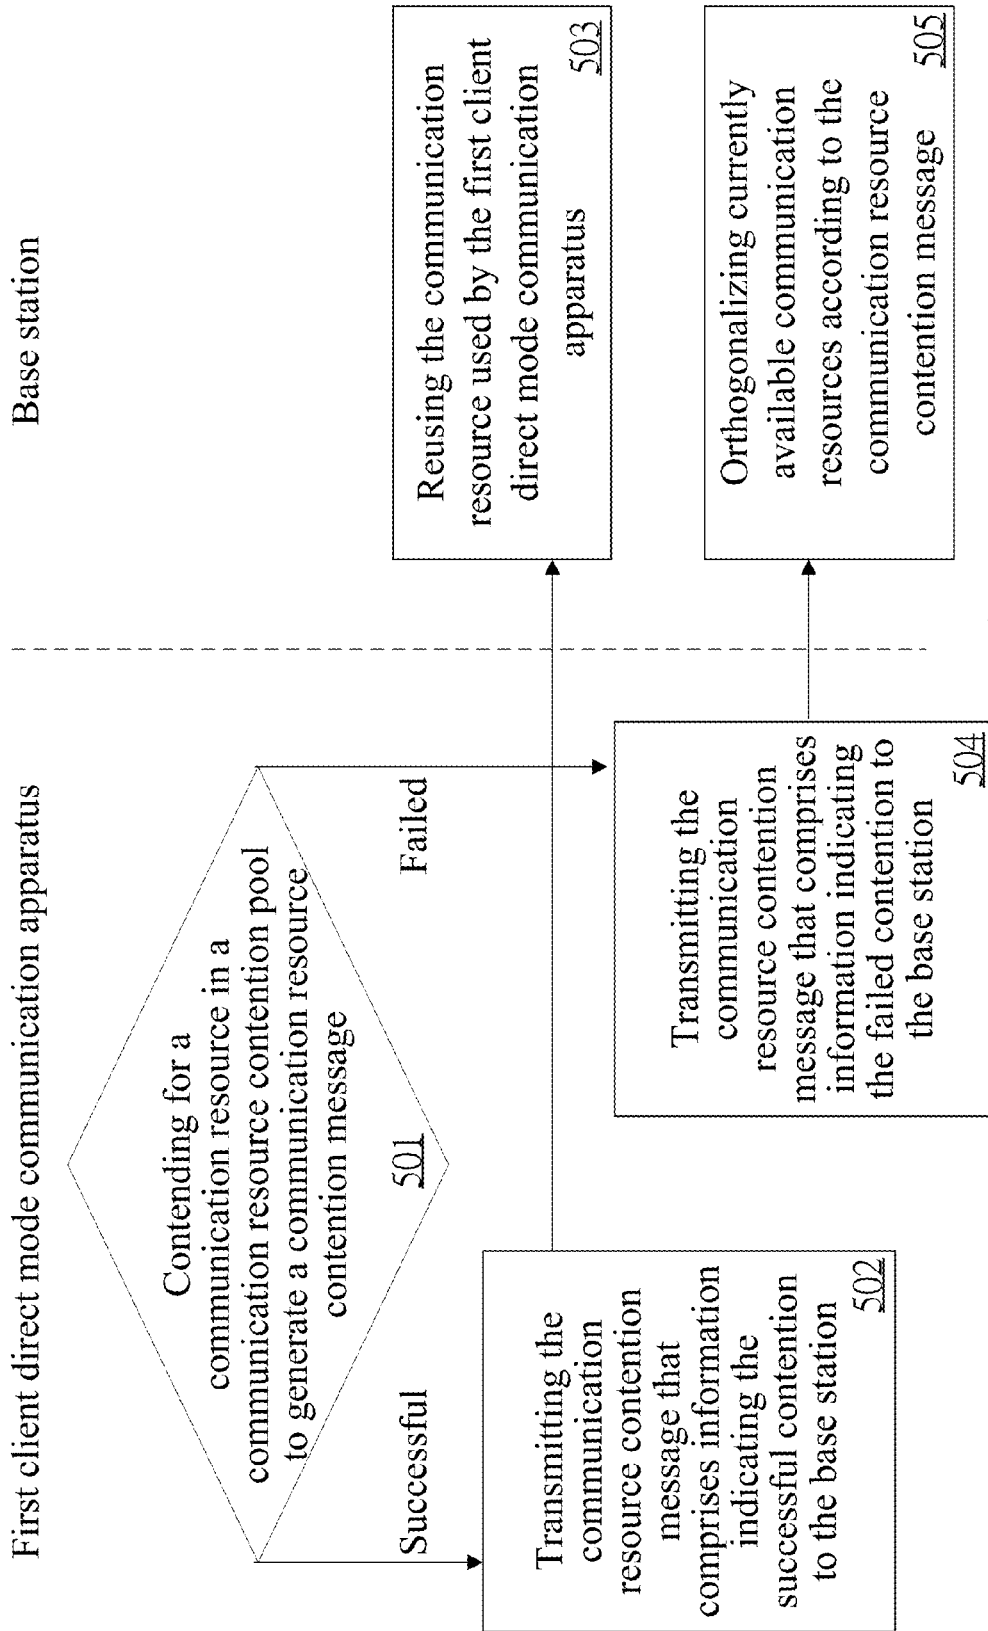 First client direct mode communication apparatus
Base station
Contending for a
communication resource in a
communication resource contention pool
to generate a communication resource
contention message
501
Successful
Failed
Transmitting the
communication
resource contention
message that
comprises information
indicating the
successful contention
to the base station
502
Reusing the communication
resource used by the first client
direct mode communication
apparatus
503
Transmitting the
communication
resource contention
message that comprises
information indicating
the failed contention to
the base station
504
Orthogonalizing currently
available communication
resources according to the
communication resource
contention message
505